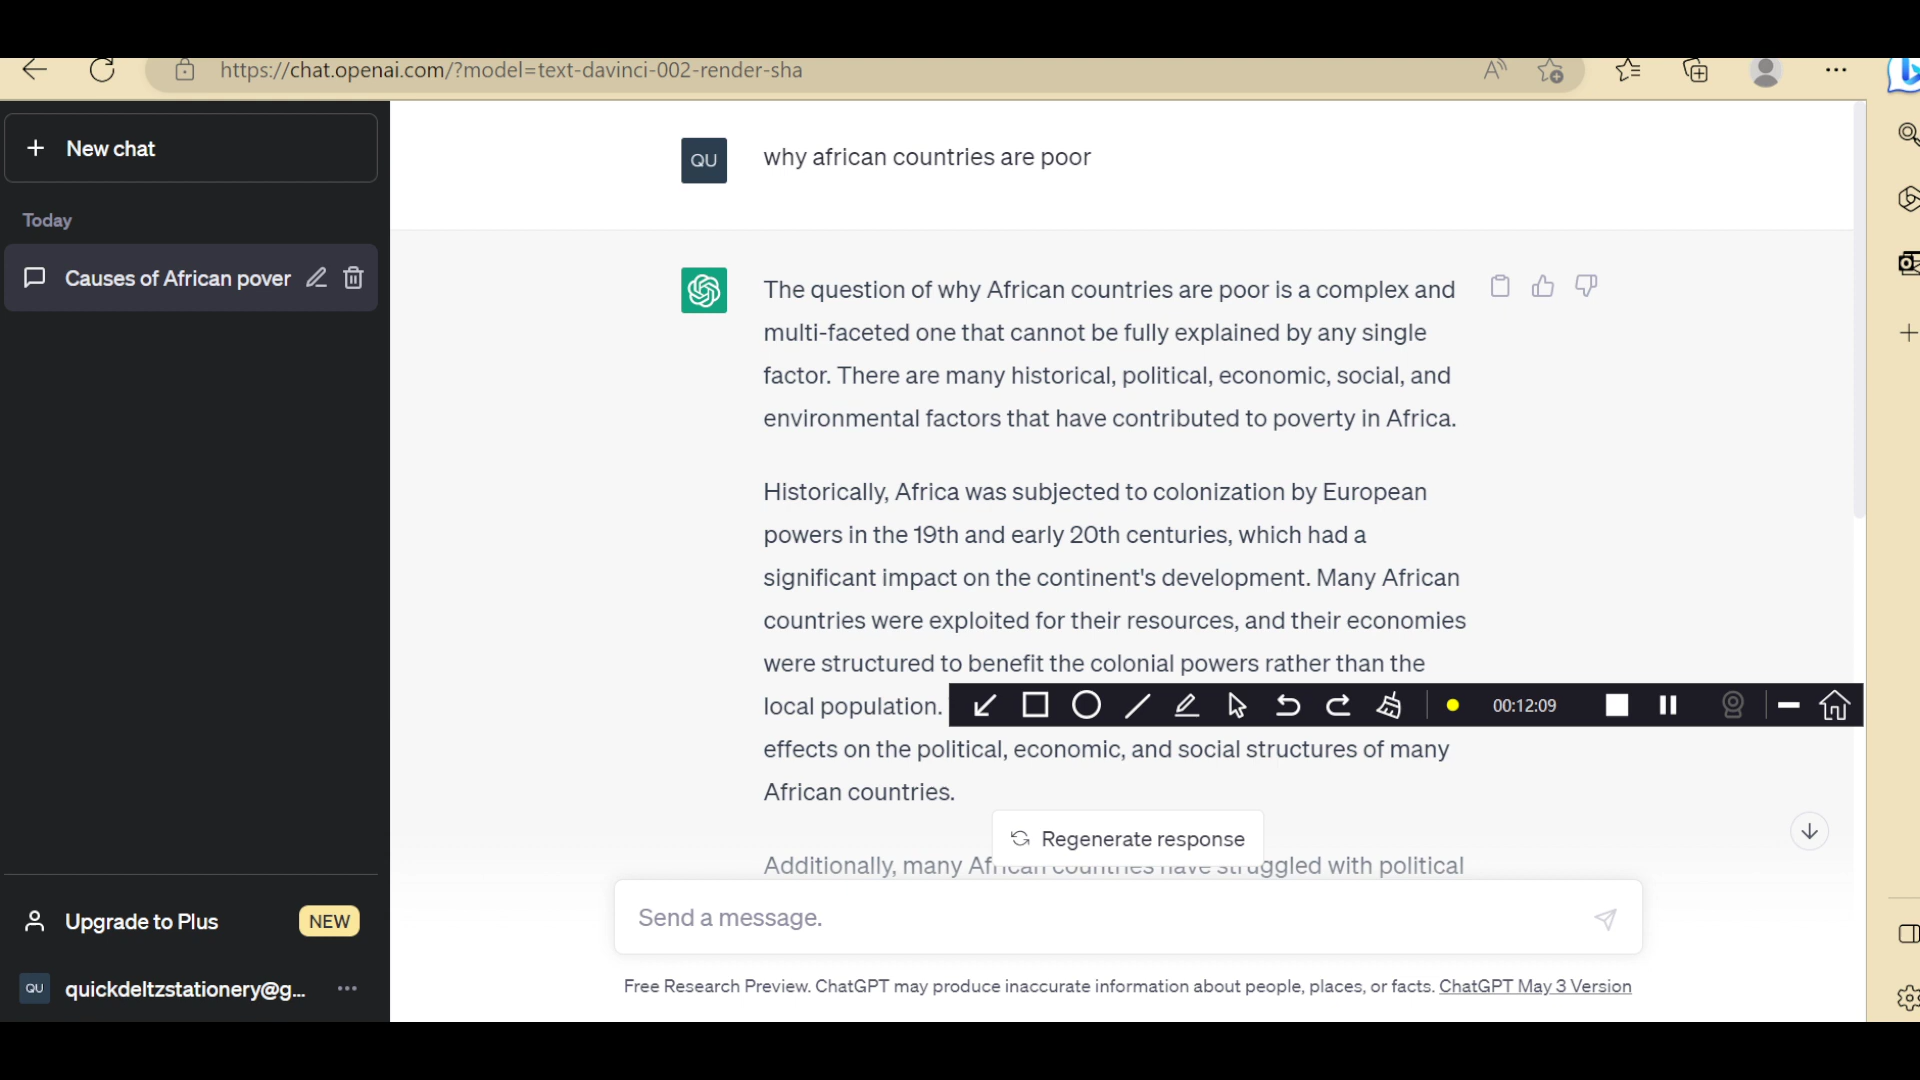 https://chat.openai.com/?model=text-davinci-002-render-sha
New chat
Today
Causes of African pover
Upgrade to Plus NEW
QU quickdeltzstationery@g...
QU why african countries are poor
The question of why African countries are poor is a complex and
multi-faceted one that cannot be fully explained by any single
factor. There are many historical, political, economic, social, and
environmental factors that have contributed to poverty in Africa.
Historically, Africa was subjected to colonization by European
powers in the 19th and early 20th centuries, which had a
significant impact on the continent's development. Many African
countries were exploited for their resources, and their economies
were structured to benefit the colonial powers rather than the
local population.
00:12:09
effects on the political, economic, and social structures of many
African countries.
Regenerate response
Additionally, many African countries have struggled with political
Send a message.
Free Research Preview. ChatGPT may produce inaccurate information about people, places, or facts. ChatGPT May 3 Version